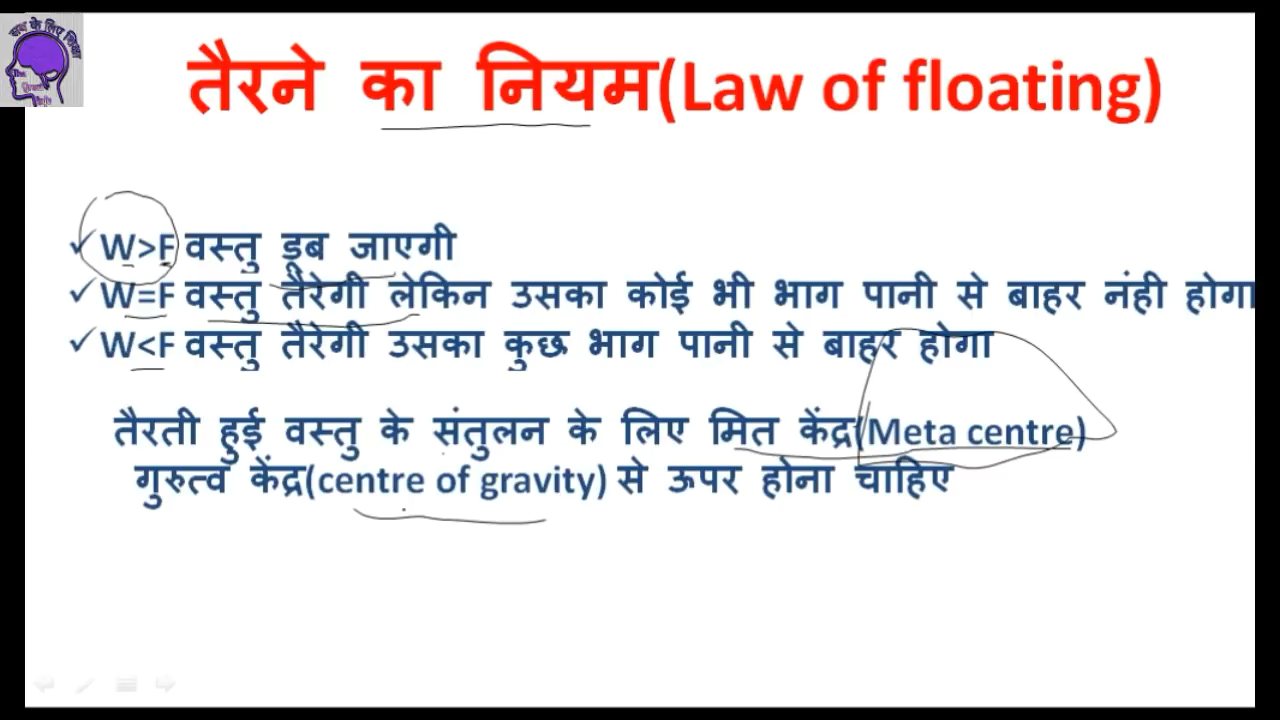 सब के लिए शिक्षा
तैरने का नियम(Law of floating)
✓ W>F वस्तु डूब जाएगी
✓ W=F वस्तु तैरेगी लेकिन उसका कोई भी भाग पानी से बाहर नंही होगा
✓ W<F वस्तु तैरेगी उसका कुछ भाग पानी से बाहर होगा
तैरती हुई वस्तु के संतुलन के लिए मित केंद्र(Meta centre)
गुरुत्व केंद्र(centre of gravity) से ऊपर होना चाहिए